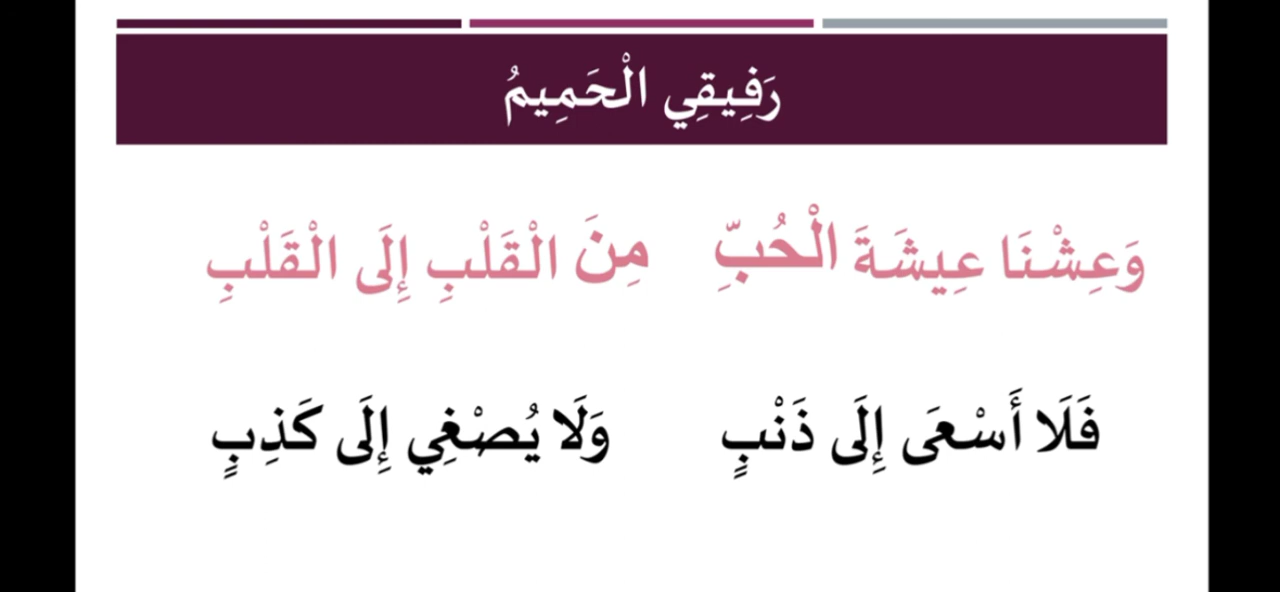 رَفِيقِي الْحَمِيمُ
وَعِشْنَا عِيشَةَ الْحُبِّ مِنَ الْقَلْبِ إِلَى الْقَلْبِ
فَلَا أَسْعَى إِلَى ذَنْبٍ وَلَا يُصْغِي إِلَى كَذِبٍ